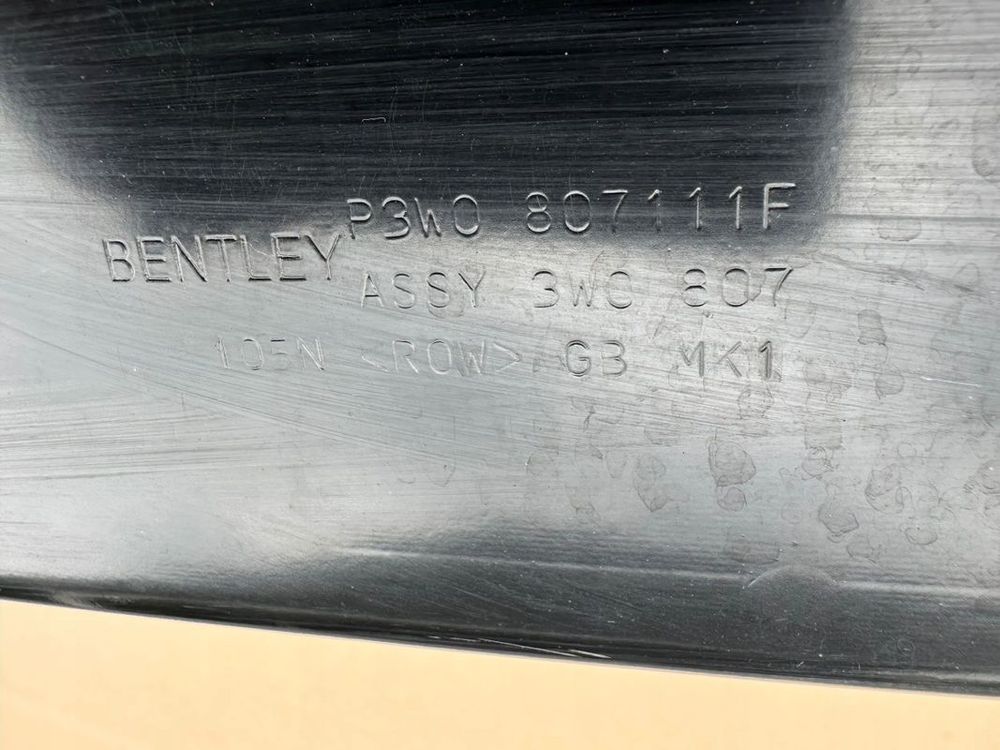 BENTLEY
P3W0 807111F
ASSY 3W0 807
105N <ROW> GB MK1